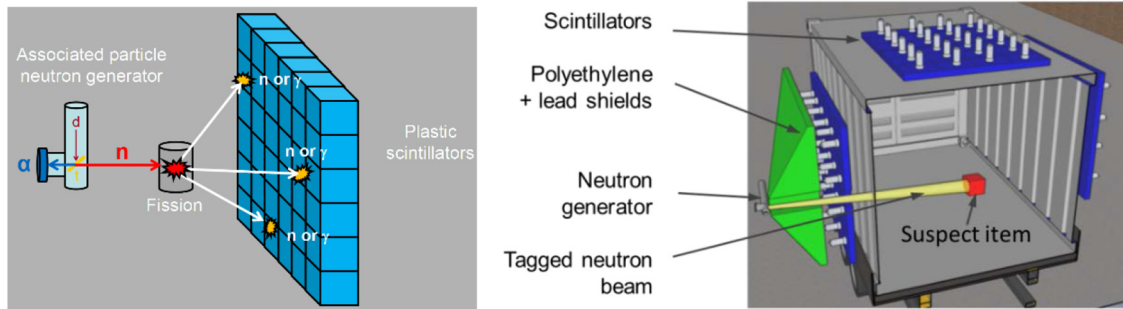 Associated particle
neutron generator
d
t
α
n
Fission
n or γ
n or γ
n or γ
Plastic
scintillators
Scintillators
Polyethylene
+ lead shields
Neutron
generator
Tagged neutron
beam
Suspect item